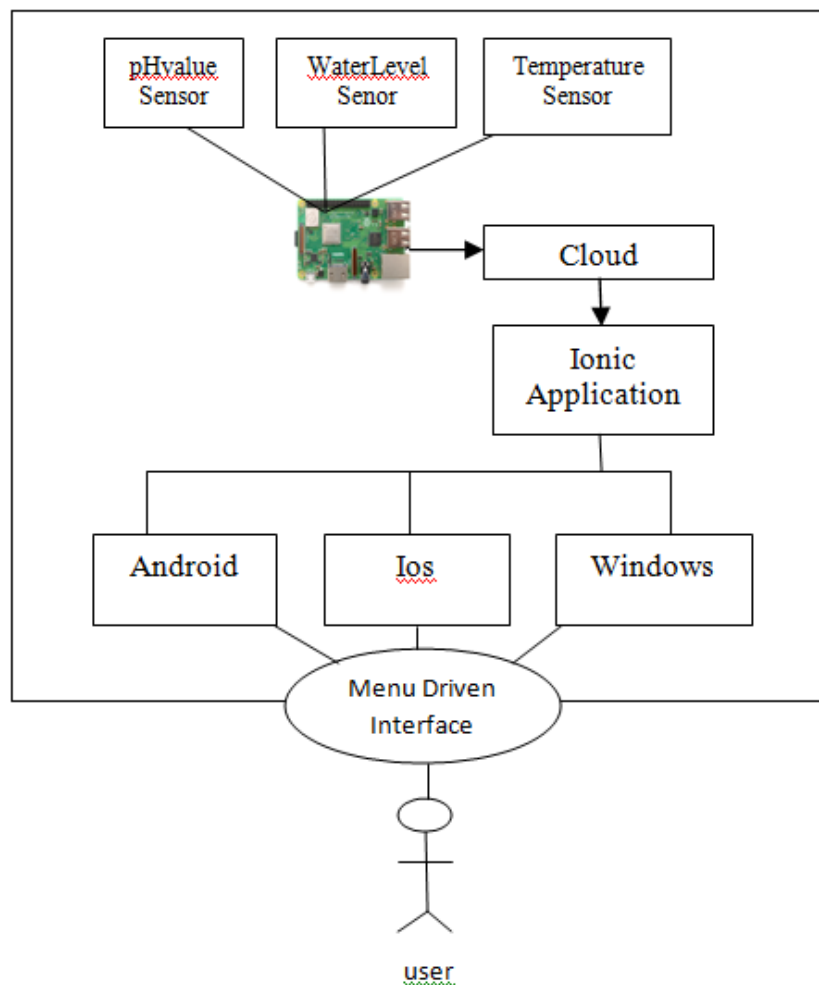 pHvalue
Sensor
WaterLevel
Senor
Temperature
Sensor
Cloud
Ionic
Application
Android
Ios
Windows
Menu Driven
Interface
user